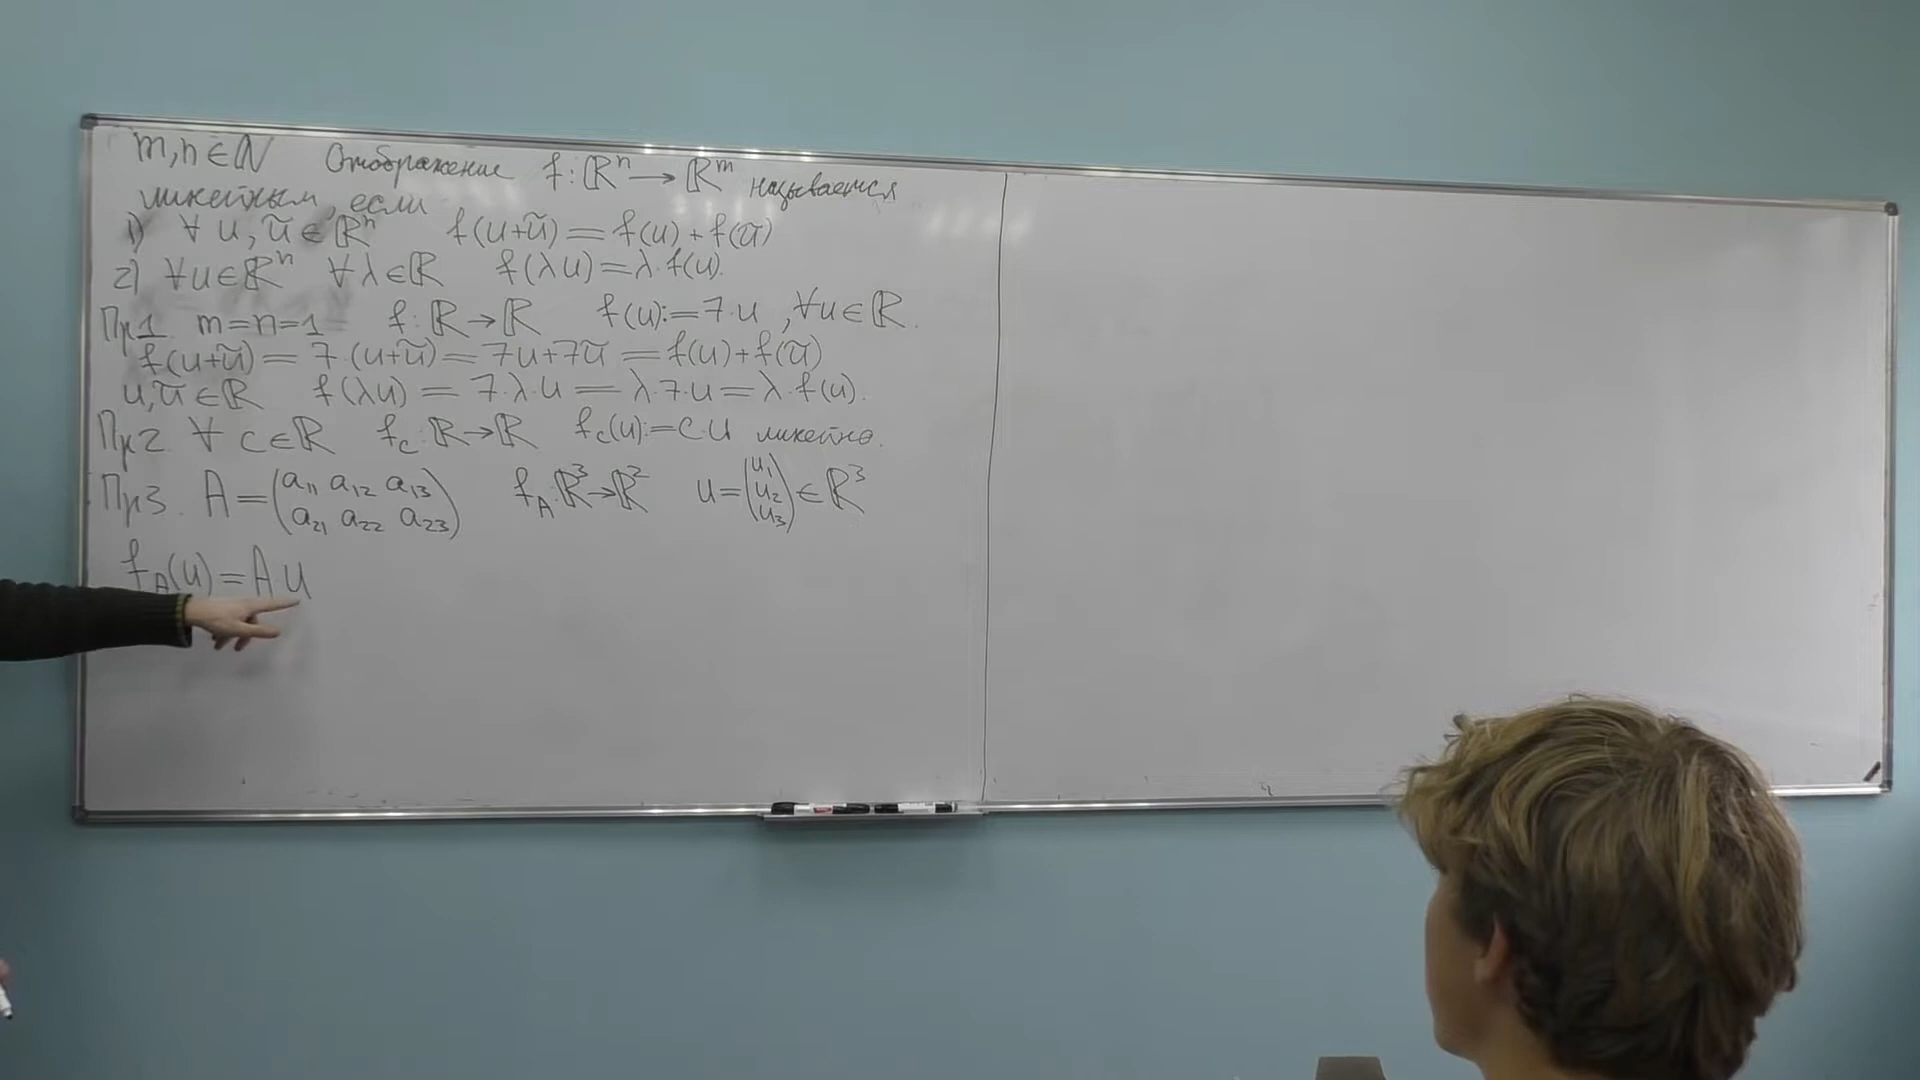 m,n∈ℕ Отображение f:ℝⁿ→ℝᵐ называется
линейным, если
1) ∀ u,ũ∈ℝⁿ f(u+ũ)=f(u)+f(ũ)
2) ∀u∈ℝⁿ ∀λ∈ℝ f(λu)=λ·f(u).
Пр1. m=n=1 f:ℝ→ℝ f(u):=7·u ,∀u∈ℝ.
f(u+ũ)=7·(u+ũ)=7u+7ũ=f(u)+f(ũ)
u,ũ∈ℝ f(λu)=7·λ·u=λ·7·u=λ·f(u).
Пр2. ∀ c∈ℝ f_c:ℝ→ℝ f_c(u):=c·u линейно.
Пр3. A=(a₁₁ a₁₂ a₁₃ a₂₁ a₂₂ a₂₃) f_A:ℝ³→ℝ² u=(u₁ u₂ u₃)∈ℝ³
f_A(u)=A·u